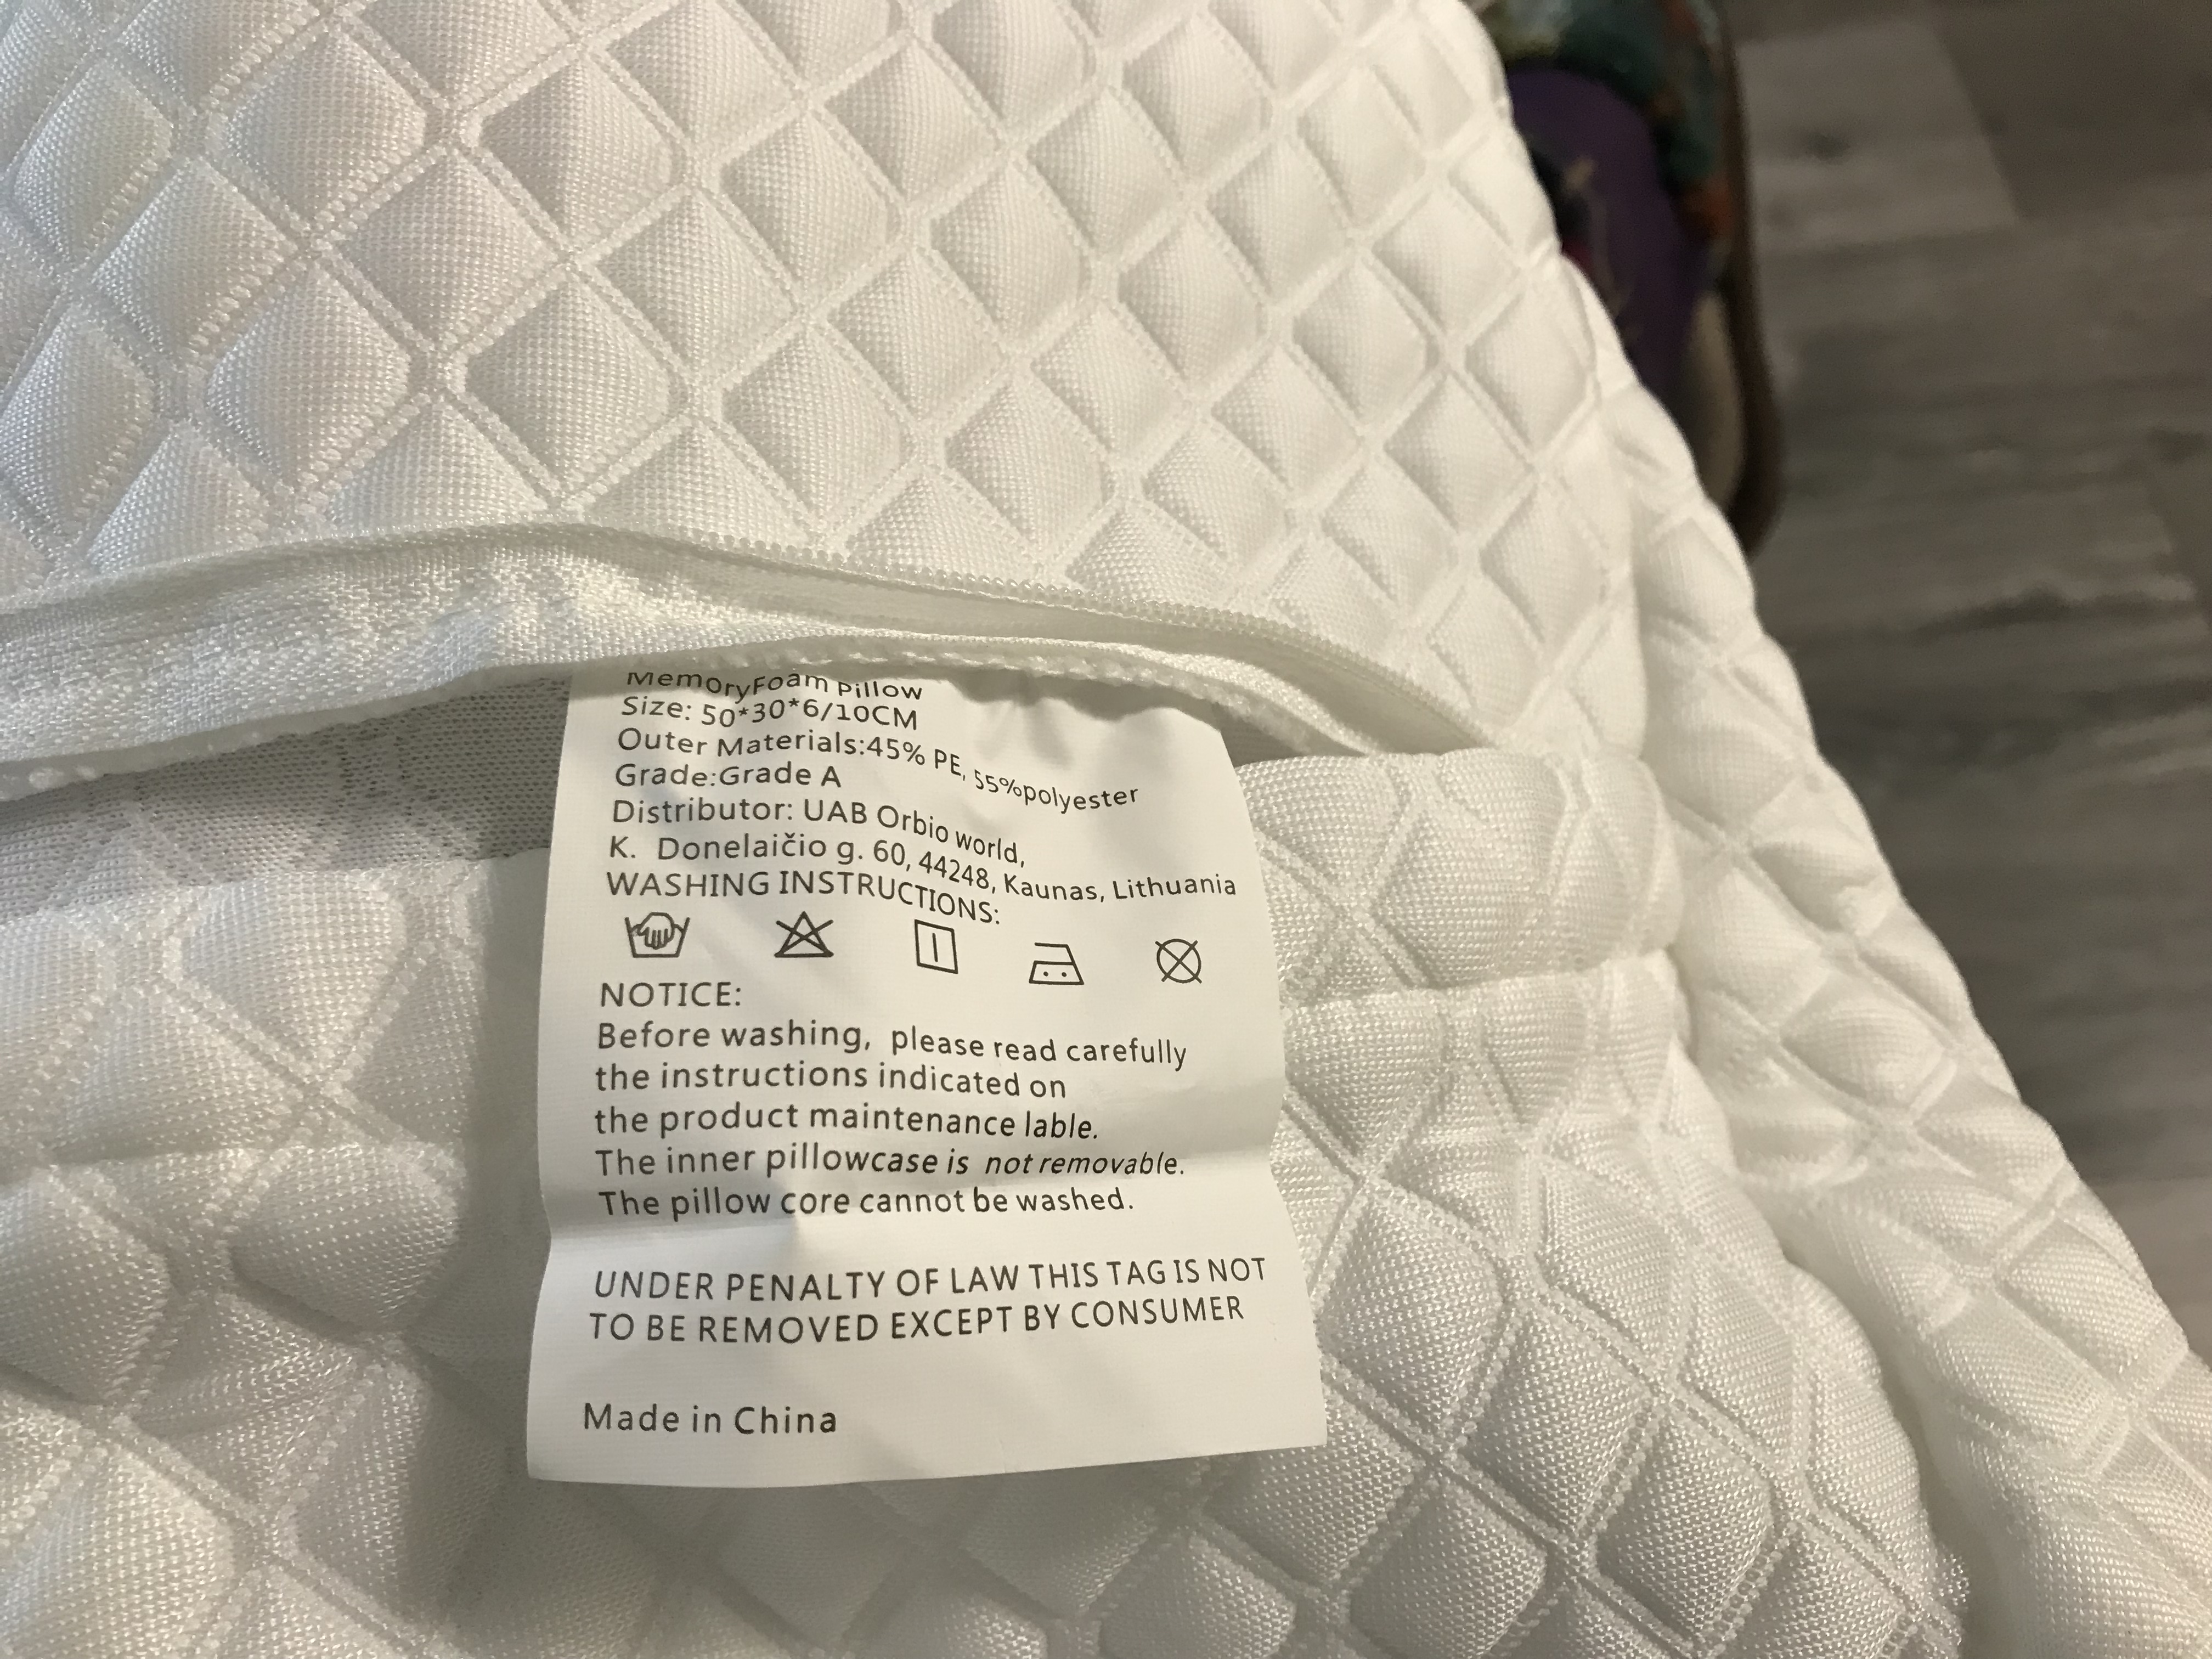 MemoryFoam Pillow
Size: 50*30*6/10CM
Outer Materials:45% PE, 55%polyester
Grade:Grade A
Distributor: UAB Orbio world,
K. Donelaičio g. 60, 44248, Kaunas, Lithuania
WASHING INSTRUCTIONS:
NOTICE:
Before washing, please read carefully
the instructions indicated on
the product maintenance lable.
The inner pillowcase is not removable.
The pillow core cannot be washed.
UNDER PENALTY OF LAW THIS TAG IS NOT
TO BE REMOVED EXCEPT BY CONSUMER
Made in China